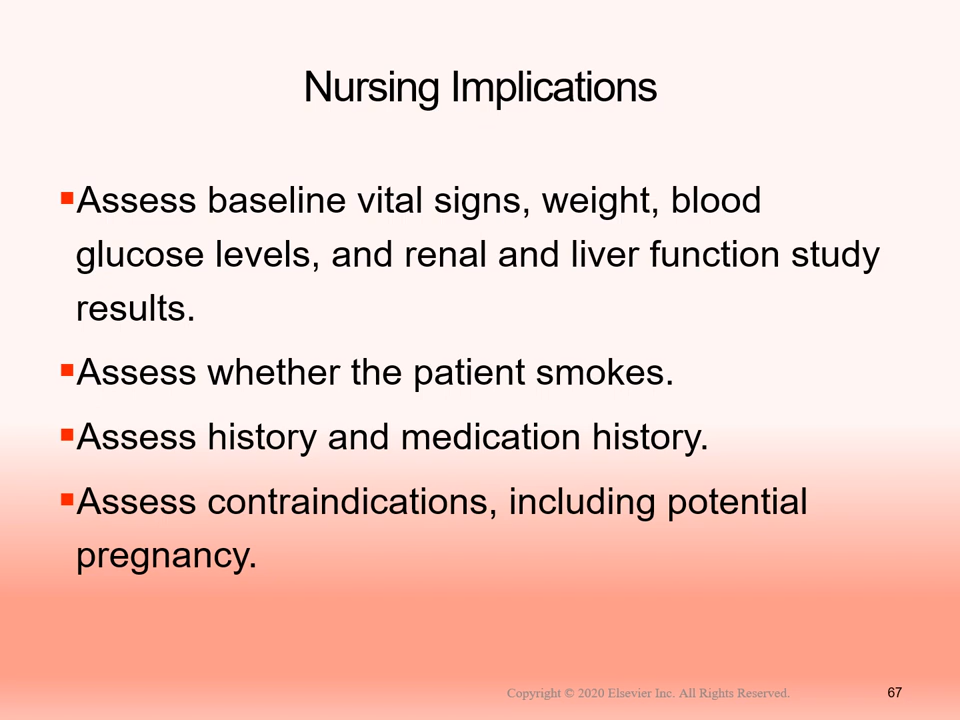 Nursing Implications
▪Assess baseline vital signs, weight, blood
glucose levels, and renal and liver function study
results.
▪Assess whether the patient smokes.
▪Assess history and medication history.
▪Assess contraindications, including potential
pregnancy.
Copyright © 2020 Elsevier Inc. All Rights Reserved.
67